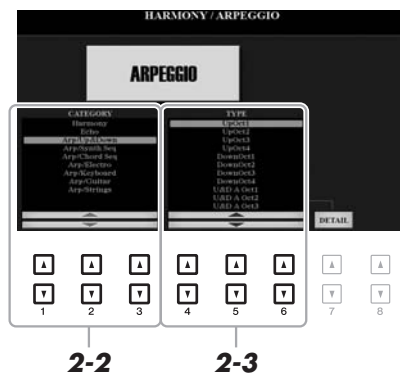 HARMONY / ARPEGGIO
ARPEGGIO
CATEGORY
Harmony
Echo
Arp/Up&Down
Arp/Synth Seq
Arp/Chord Seq
Arp/Electro
Arp/Keyboard
Arp/Guitar
Arp/Strings
TYPE
UpOct1
UpOct2
UpOct3
UpOct4
DownOct1
DownOct2
DownOct3
DownOct4
U&D A Oct1
U&D A Oct2
U&D A Oct3
DETAIL
1 2 3 4 5 6 7 8
2-2 2-3